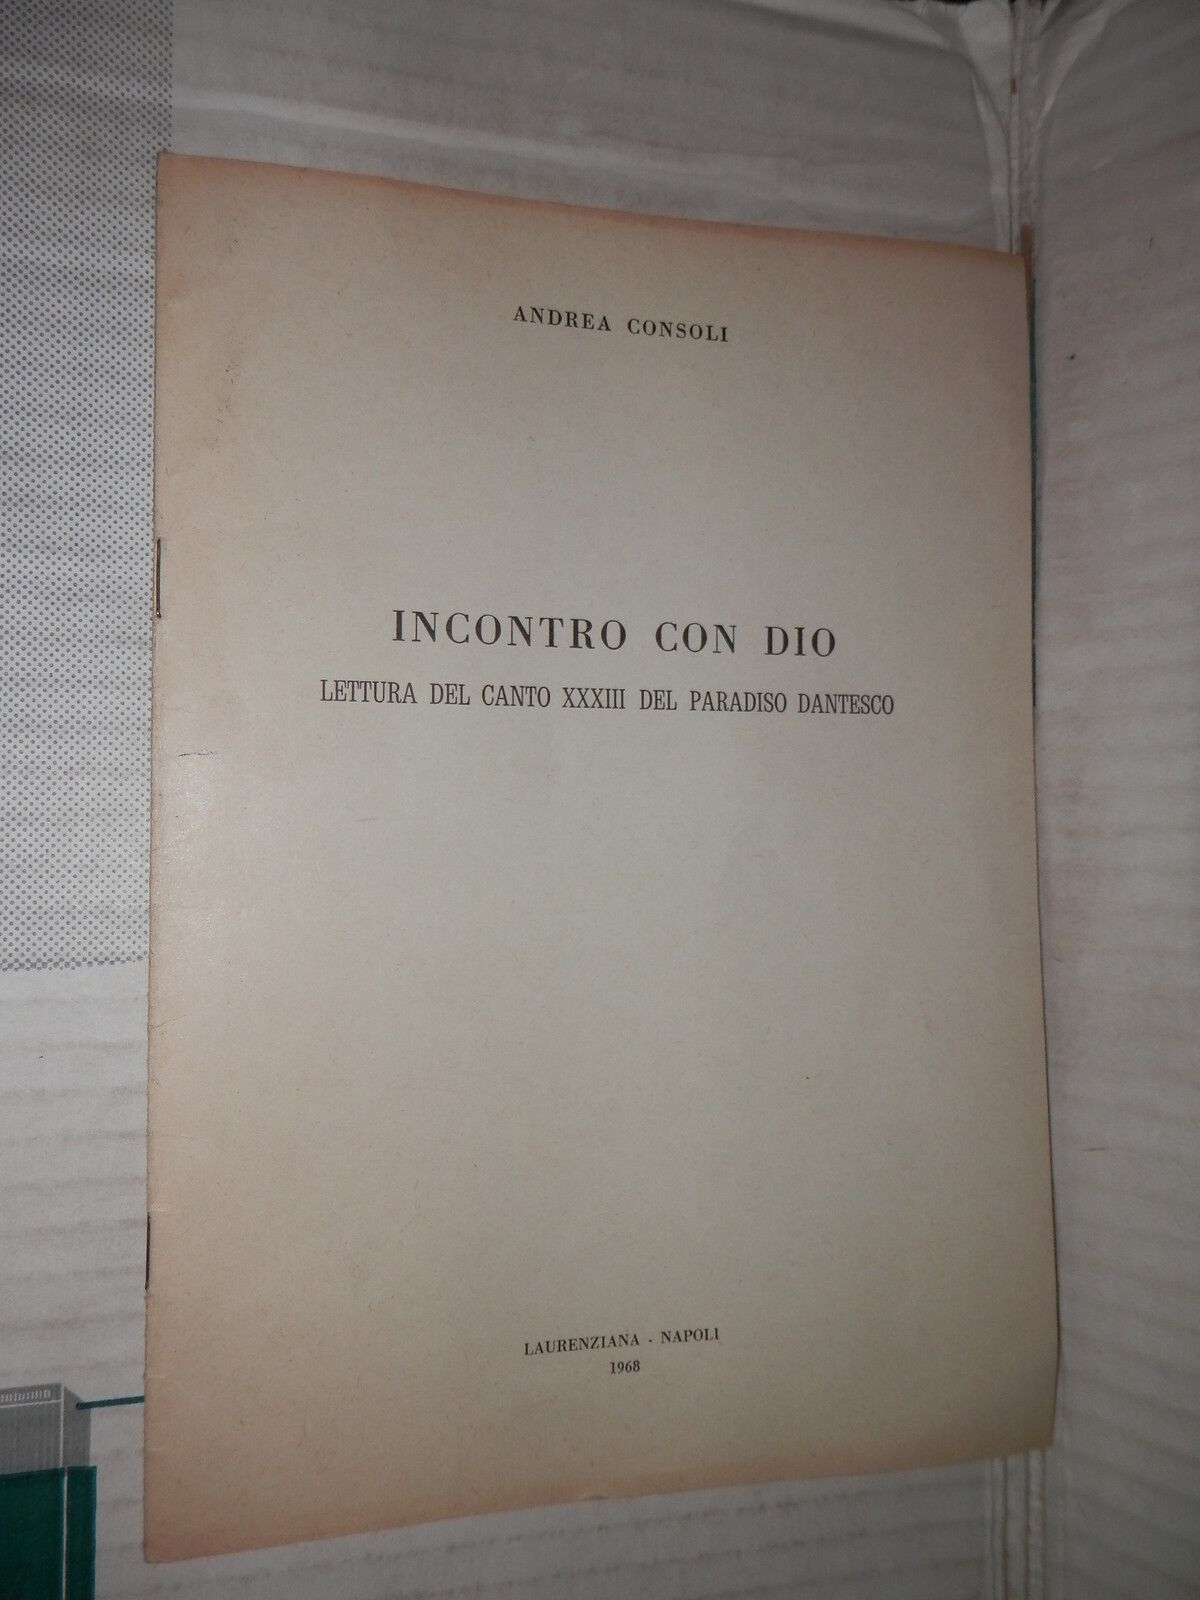 ANDREA CONSOLI
INCONTRO CON DIO
LETTURA DEL CANTO XXXIII DEL PARADISO DANTESCO
LAURENZIANA - NAPOLI
1968